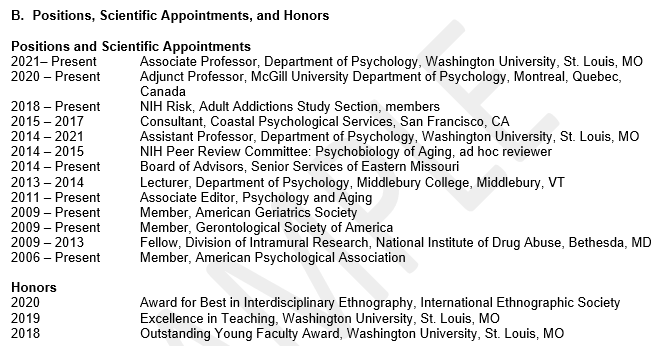 B. Positions, Scientific Appointments, and Honors
Positions and Scientific Appointments
2021– Present Associate Professor, Department of Psychology, Washington University, St. Louis, MO
2020 – Present Adjunct Professor, McGill University Department of Psychology, Montreal, Quebec,
Canada
2018 – Present NIH Risk, Adult Addictions Study Section, members
2015 – 2017 Consultant, Coastal Psychological Services, San Francisco, CA
2014 – 2021 Assistant Professor, Department of Psychology, Washington University, St. Louis, MO
2014 – 2015 NIH Peer Review Committee: Psychobiology of Aging, ad hoc reviewer
2014 – Present Board of Advisors, Senior Services of Eastern Missouri
2013 – 2014 Lecturer, Department of Psychology, Middlebury College, Middlebury, VT
2011 – Present Associate Editor, Psychology and Aging
2009 – Present Member, American Geriatrics Society
2009 – Present Member, Gerontological Society of America
2009 – 2013 Fellow, Division of Intramural Research, National Institute of Drug Abuse, Bethesda, MD
2006 – Present Member, American Psychological Association
Honors
2020 Award for Best in Interdisciplinary Ethnography, International Ethnographic Society
2019 Excellence in Teaching, Washington University, St. Louis, MO
2018 Outstanding Young Faculty Award, Washington University, St. Louis, MO